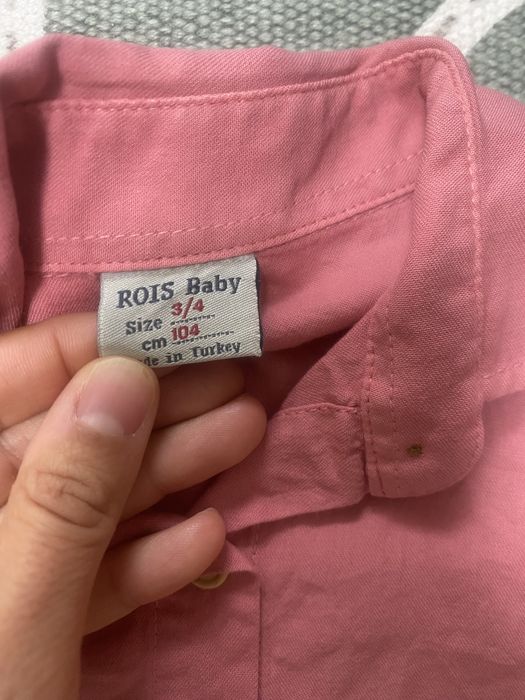 ROIS Baby
Size 3/4
cm 104
de in Turkey